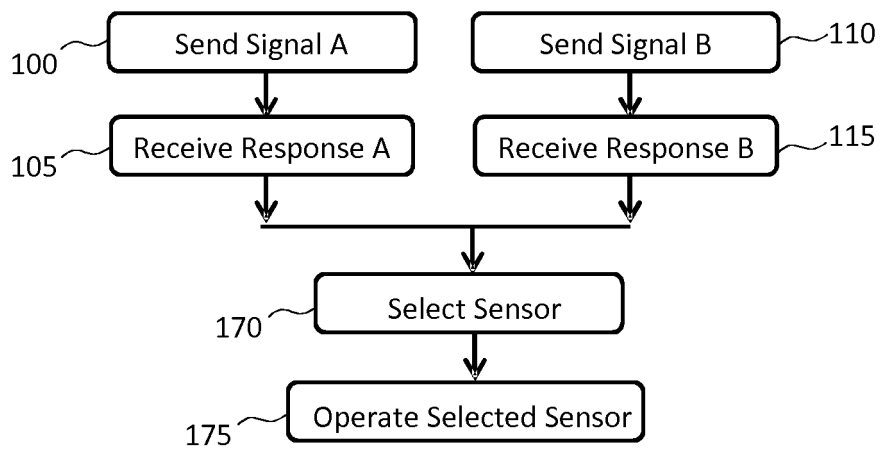 Send Signal A
Send Signal B
110
100
Receive Response A
Receive Response B
115
105
Select Sensor
170
Operate Selected Sensor
175